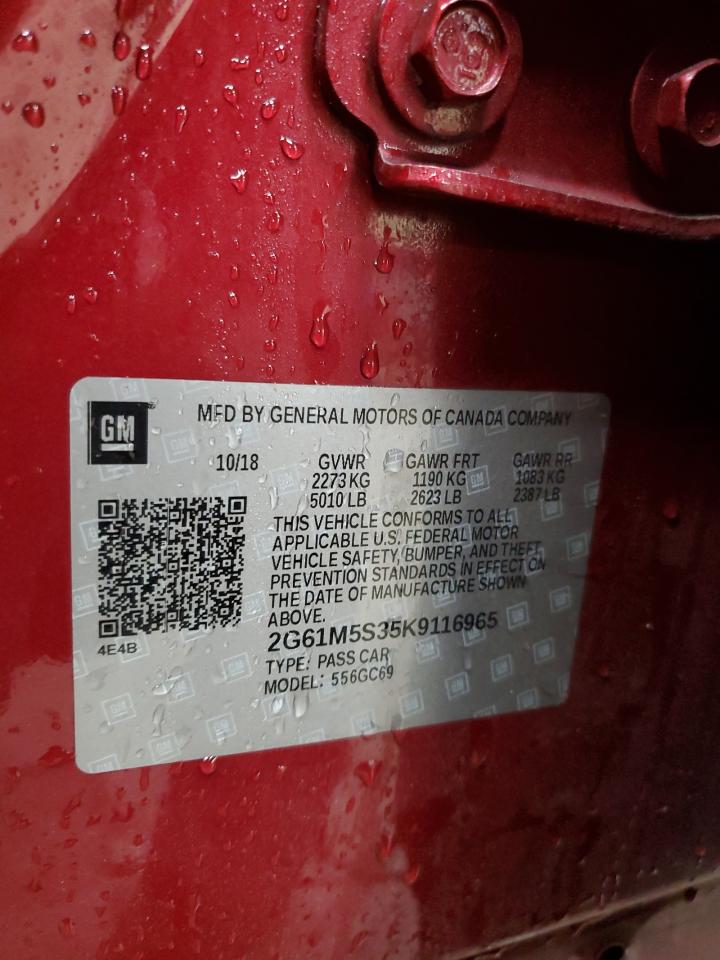 GM
MFD BY GENERAL MOTORS OF CANADA COMPANY
10/18 GVWR GAWR FRT GAWR RR
2273 KG 1190 KG 1083 KG
5010 LB 2623 LB 2387 LB
THIS VEHICLE CONFORMS TO ALL
APPLICABLE U.S. FEDERAL MOTOR
VEHICLE SAFETY, BUMPER, AND THEFT
PREVENTION STANDARDS IN EFFECT ON
THE DATE OF MANUFACTURE SHOWN
ABOVE.
4E4B
2G61M5S35K9116965
TYPE: PASS CAR
MODEL: 556GC69